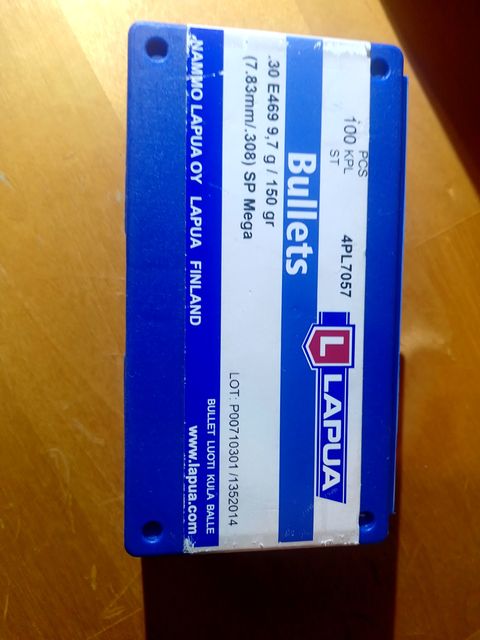 100 PCS
KPL
ST
4PL7057
LAPUA
Bullets
.30 E469 9,7 g / 150 gr
(7.83mm/.308) SP Mega
LOT: P00710301 /1352014
BULLET LUOTI KULA BALLE
NAMMO LAPUA OY LAPUA FINLAND
www.lapua.com